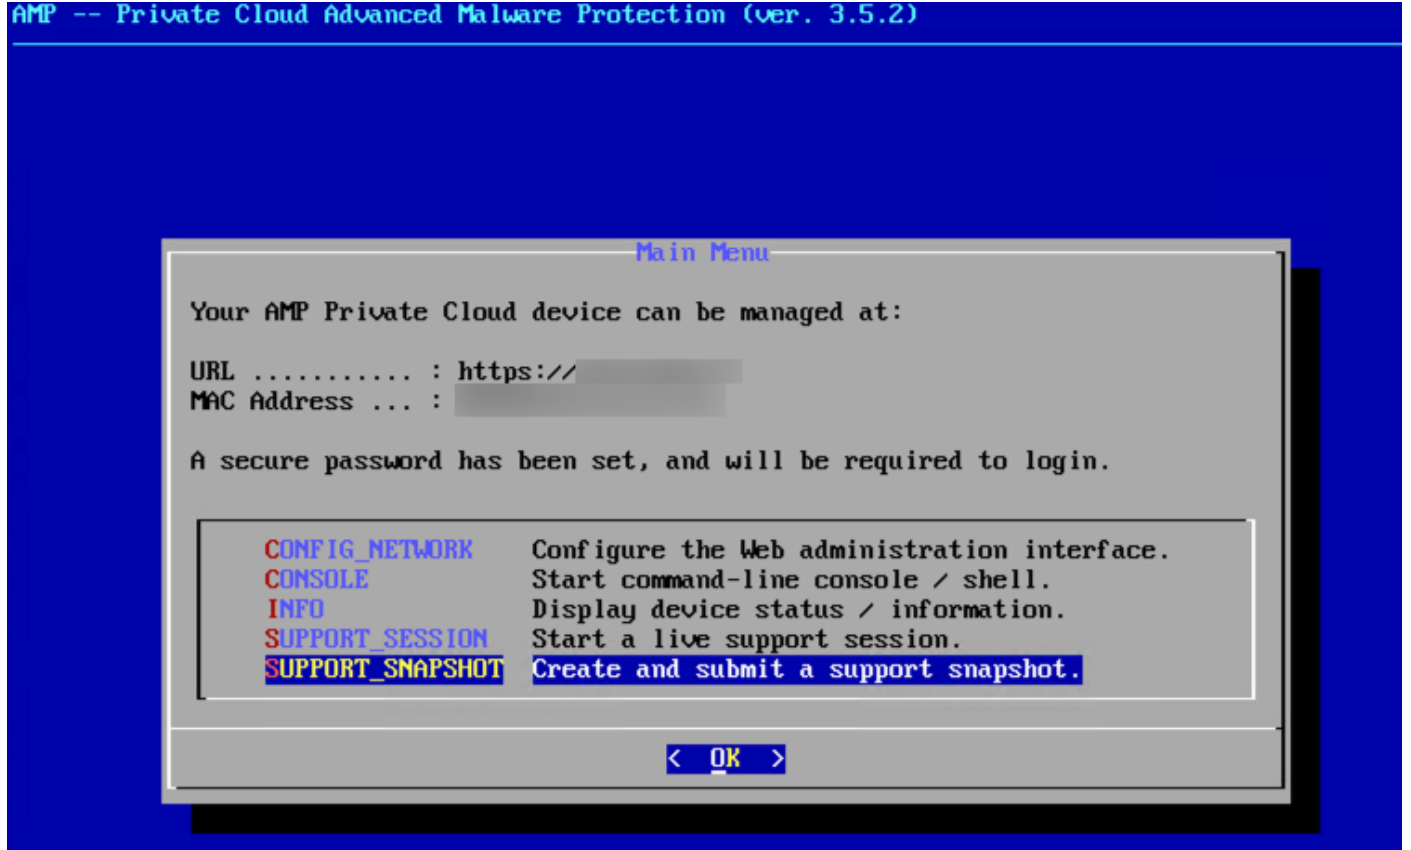 AMP -- Private Cloud Advanced Malware Protection (ver. 3.5.2)
Main Menu
Your AMP Private Cloud device can be managed at:
URL ........... : https://
MAC Address ... :
A secure password has been set, and will be required to login.
CONFIG_NETWORK Configure the Web administration interface.
CONSOLE Start command-line console / shell.
INFO Display device status / information.
SUPPORT_SESSION Start a live support session.
SUPPORT_SNAPSHOT Create and submit a support snapshot.
< OK >